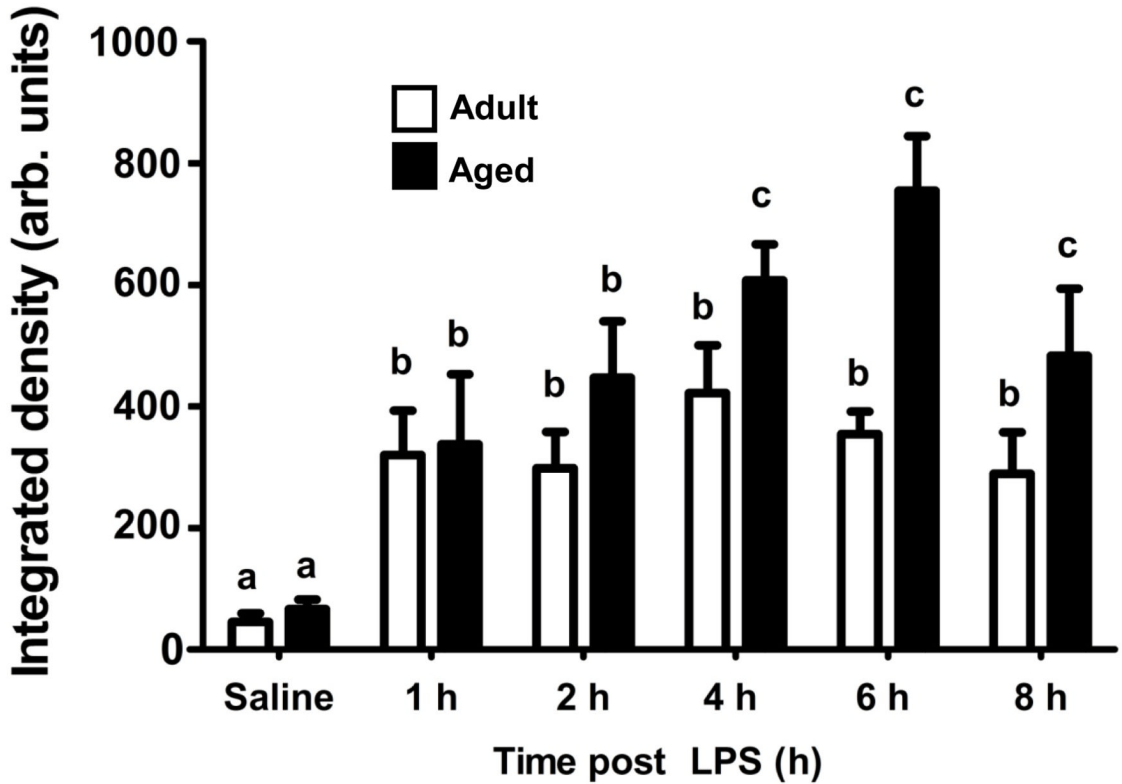 Integrated density (arb. units)
1000
800
600
400
200
0
Adult
Aged
a
a
b
b
b
b
b
c
b
c
b
c
Saline
1 h
2 h
4 h
6 h
8 h
Time post LPS (h)